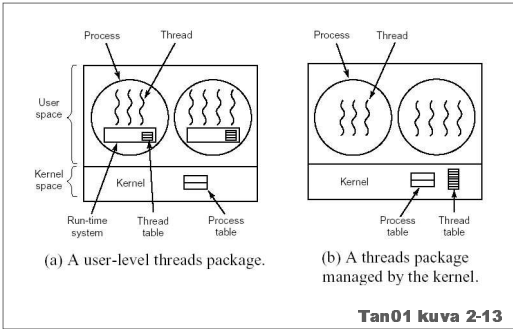 Process
Thread
Process
Thread
User
space
Kernel
space
Kernel
Kernel
Run-time
system
Thread
table
Process
table
Process
table
Thread
table
(a) A user-level threads package.
(b) A threads package
managed by the kernel.
Tan01 kuva 2-13